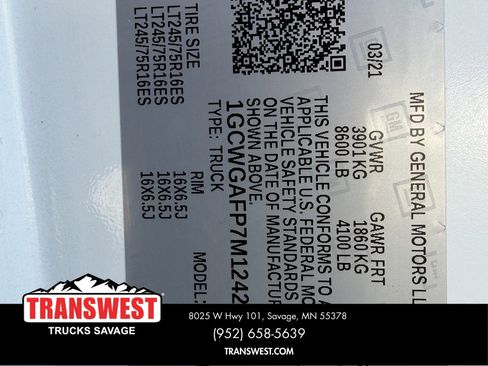 MFD BY GENERAL MOTORS LL
03/21
GVWR GAWR FRT
3901 KG 1860 KG
8600 LB 4100 LB
THIS VEHICLE CONFORMS TO A
APPLICABLE U.S. FEDERAL MO
VEHICLE SAFETY STANDARDS
ON THE DATE OF MANUFACTUR
SHOWN ABOVE.
1GCWGAFP7M1242
TYPE: TRUCK MODEL:
TIRE SIZE RIM
LT245/75R16ES 16X6.5J
LT245/75R16ES 16X6.5J
LT245/75R16ES 16X6.5J
GM
TRANSWEST
TRUCKS SAVAGE
8025 W Hwy 101, Savage, MN 55378
(952) 658-5639
TRANSWEST.COM